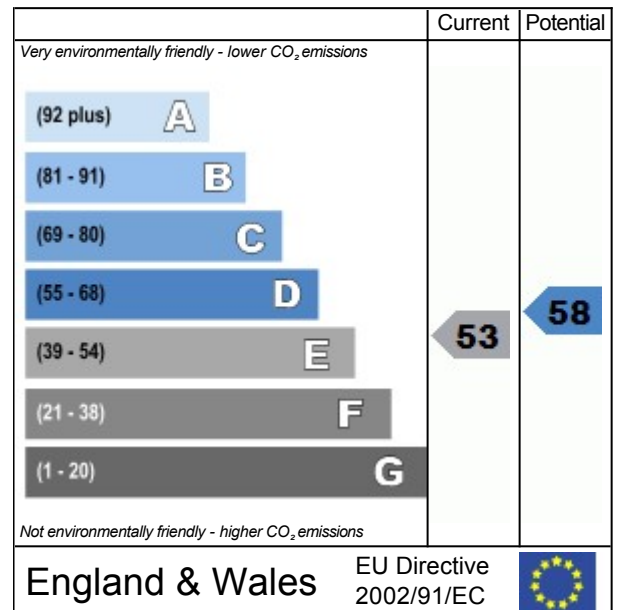 Current Potential
Very environmentally friendly - lower CO₂ emissions
(92 plus) A
(81 - 91) B
(69 - 80) C
(55 - 68) D
58
(39 - 54) E
53
(21 - 38) F
(1 - 20) G
Not environmentally friendly - higher CO₂ emissions
England & Wales
EU Directive
2002/91/EC